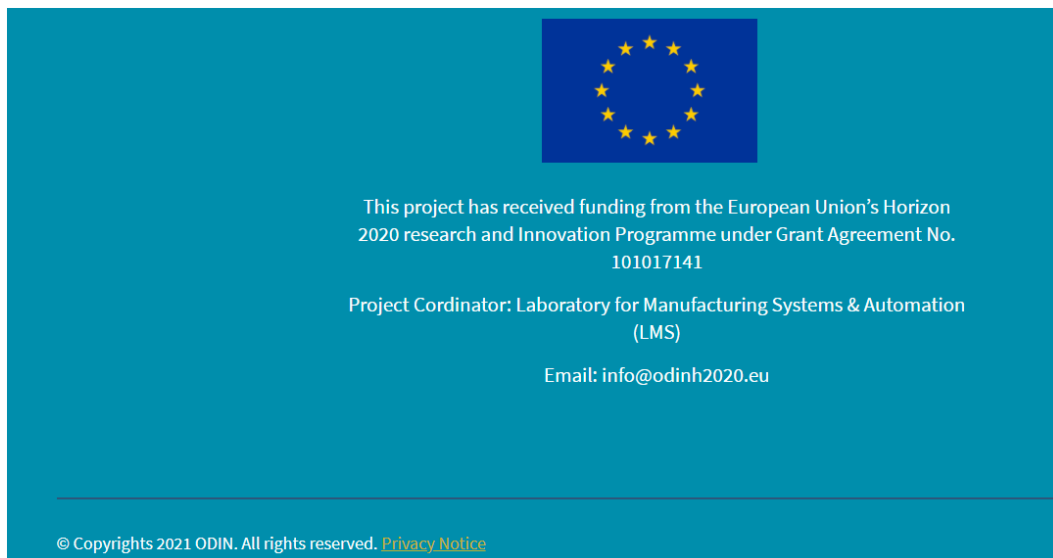 This project has received funding from the European Union’s Horizon
2020 research and Innovation Programme under Grant Agreement No.
101017141
Project Cordinator: Laboratory for Manufacturing Systems & Automation
(LMS)
Email: info@odinh2020.eu
© Copyrights 2021 ODIN. All rights reserved. Privacy Notice